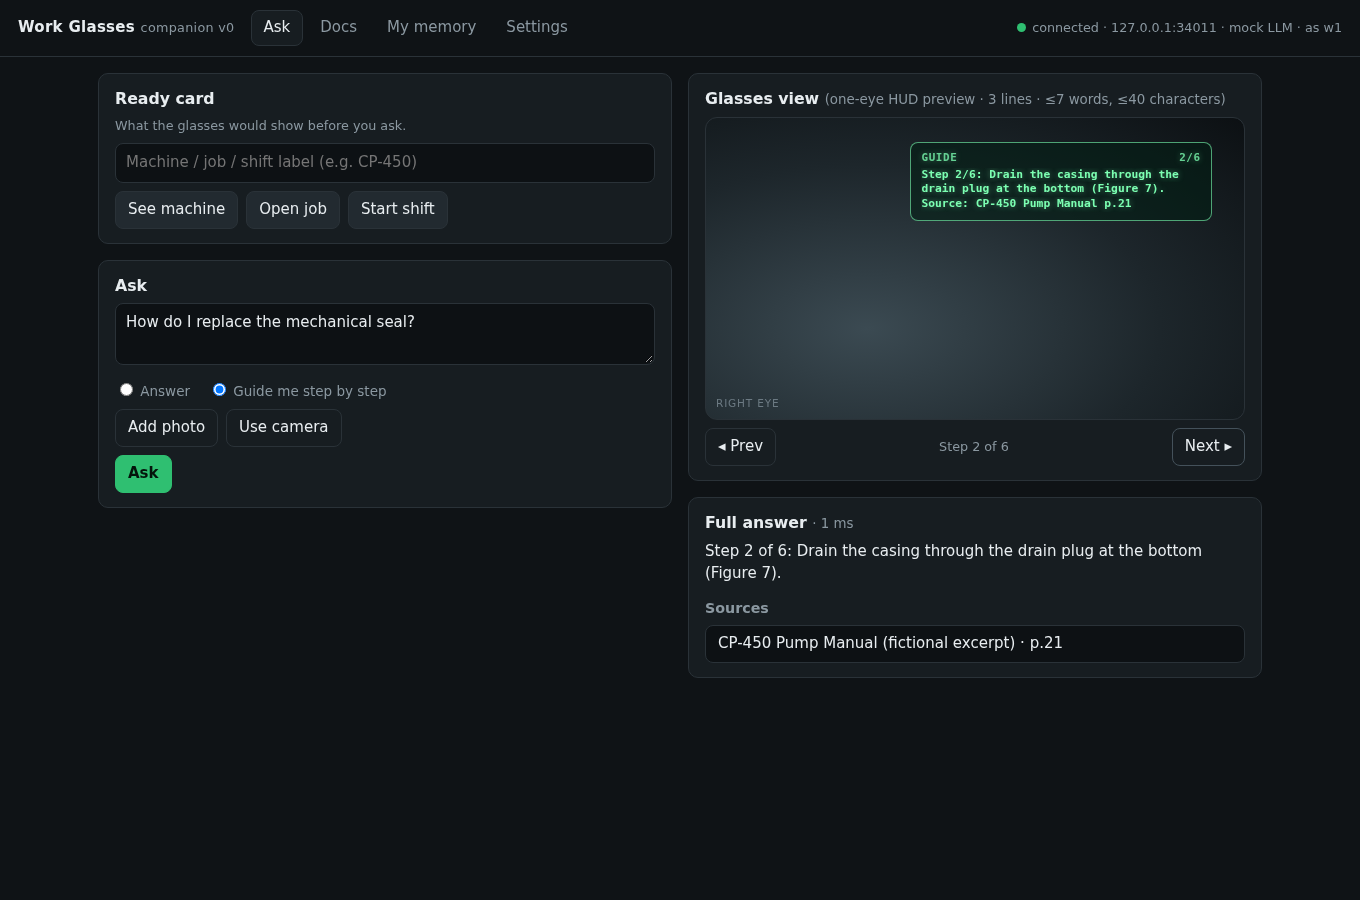 Work Glasses companion v0
Ask
Docs
My memory
Settings
connected · 127.0.0.1:34011 · mock LLM · as w1
Ready card
What the glasses would show before you ask.
Machine / job / shift label (e.g. CP-450)
See machine
Open job
Start shift
Ask
How do I replace the mechanical seal?
Answer
Guide me step by step
Add photo
Use camera
Ask
Glasses view (one-eye HUD preview · 3 lines · ≤7 words, ≤40 characters)
GUIDE 2/6
Step 2/6: Drain the casing through the
drain plug at the bottom (Figure 7).
Source: CP-450 Pump Manual p.21
RIGHT EYE
◂ Prev
Step 2 of 6
Next ▸
Full answer · 1 ms
Step 2 of 6: Drain the casing through the drain plug at the bottom
(Figure 7).
Sources
CP-450 Pump Manual (fictional excerpt) · p.21